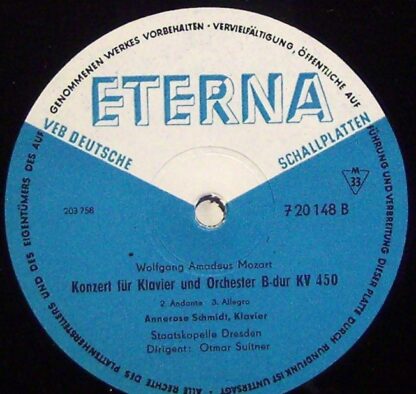 GENOMMENEN WERKES VORBEHALTEN · VERVIELFÄLTIGUNG, ÖFFENTLICHE AUF
FÜHRUNG UND VERBREITUNG DIESER PLATTE DURCH RUNDFUNK IST UNTERSAGT · ALLE RECHTE DES PLATTENHERSTELLERS UND DES EIGENTÜMERS DES AUF
ETERNA
VEB DEUTSCHE
SCHALLPLATTEN
M
33
203 758
7 20 148 B
Wolfgang Amadeus Mozart
Konzert für Klavier und Orchester B-dur KV 450
2. Andante 3. Allegro
Annerose Schmidt, Klavier
Staatskapelle Dresden
Dirigent: Otmar Suitner